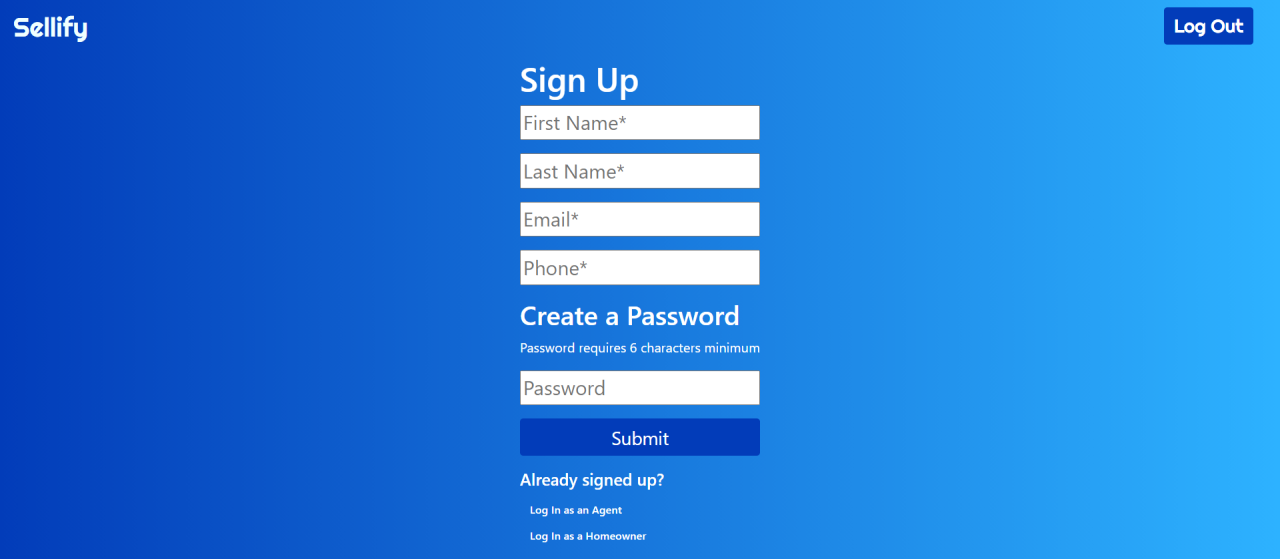 Sellify
Log Out
Sign Up
First Name*
Last Name*
Email*
Phone*
Create a Password
Password requires 6 characters minimum
Password
Submit
Already signed up?
Log In as an Agent
Log In as a Homeowner